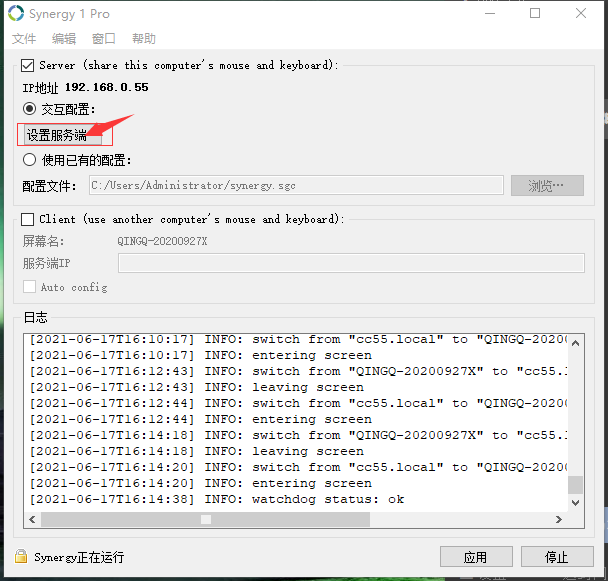 Synergy 1 Pro
文件 编辑 窗口 帮助
Server (share this computer's mouse and keyboard):
IP地址 192.168.0.55
交互配置:
设置服务端
使用已有的配置:
配置文件: C:/Users/Administrator/synergy.sgc 浏览…
Client (use another computer's mouse and keyboard):
屏幕名: QINGQ-20200927X
服务端IP
Auto config
日志
[2021-06-17T16:10:17] INFO: switch from "cc55.local" to "QINGQ-20200
[2021-06-17T16:10:17] INFO: entering screen
[2021-06-17T16:12:43] INFO: switch from "QINGQ-20200927X" to "cc55.
[2021-06-17T16:12:43] INFO: leaving screen
[2021-06-17T16:12:44] INFO: switch from "cc55.local" to "QINGQ-20200
[2021-06-17T16:12:44] INFO: entering screen
[2021-06-17T16:14:18] INFO: switch from "QINGQ-20200927X" to "cc55.
[2021-06-17T16:14:18] INFO: leaving screen
[2021-06-17T16:14:20] INFO: switch from "cc55.local" to "QINGQ-20200
[2021-06-17T16:14:20] INFO: entering screen
[2021-06-17T16:14:38] INFO: watchdog status: ok
Synergy正在运行 应用 停止